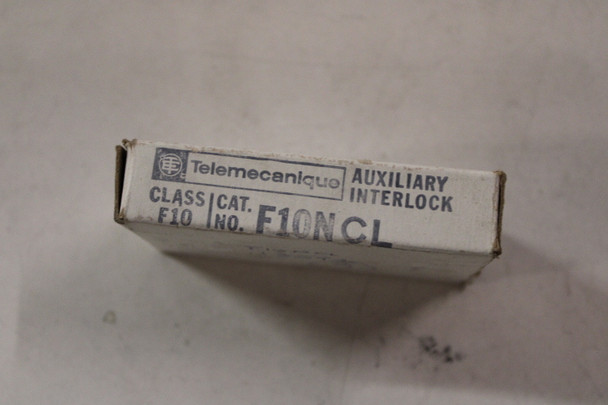 Telemecanique AUXILIARY INTERLOCK
CLASS F10 CAT. NO. F10NCL